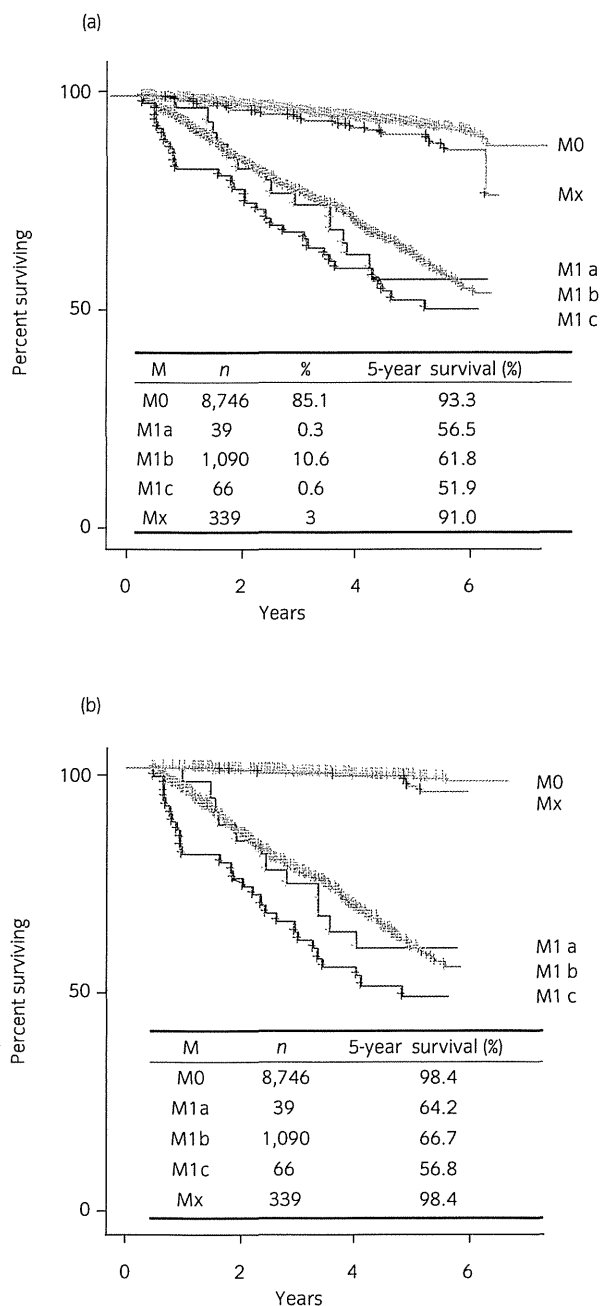 (a)
100
M0
Mx
Percent surviving
M1 a
M1 b
M1 c
50
M n % 5-year survival (%)
M0 8,746 85.1 93.3
M1a 39 0.3 56.5
M1b 1,090 10.6 61.8
M1c 66 0.6 51.9
Mx 339 3 91.0
0
0 2 4 6
Years
(b)
100
M0
Mx
Percent surviving
M1 a
M1 b
M1 c
50
M n 5-year survival (%)
M0 8,746 98.4
M1a 39 64.2
M1b 1,090 66.7
M1c 66 56.8
Mx 339 98.4
0
0 2 4 6
Years